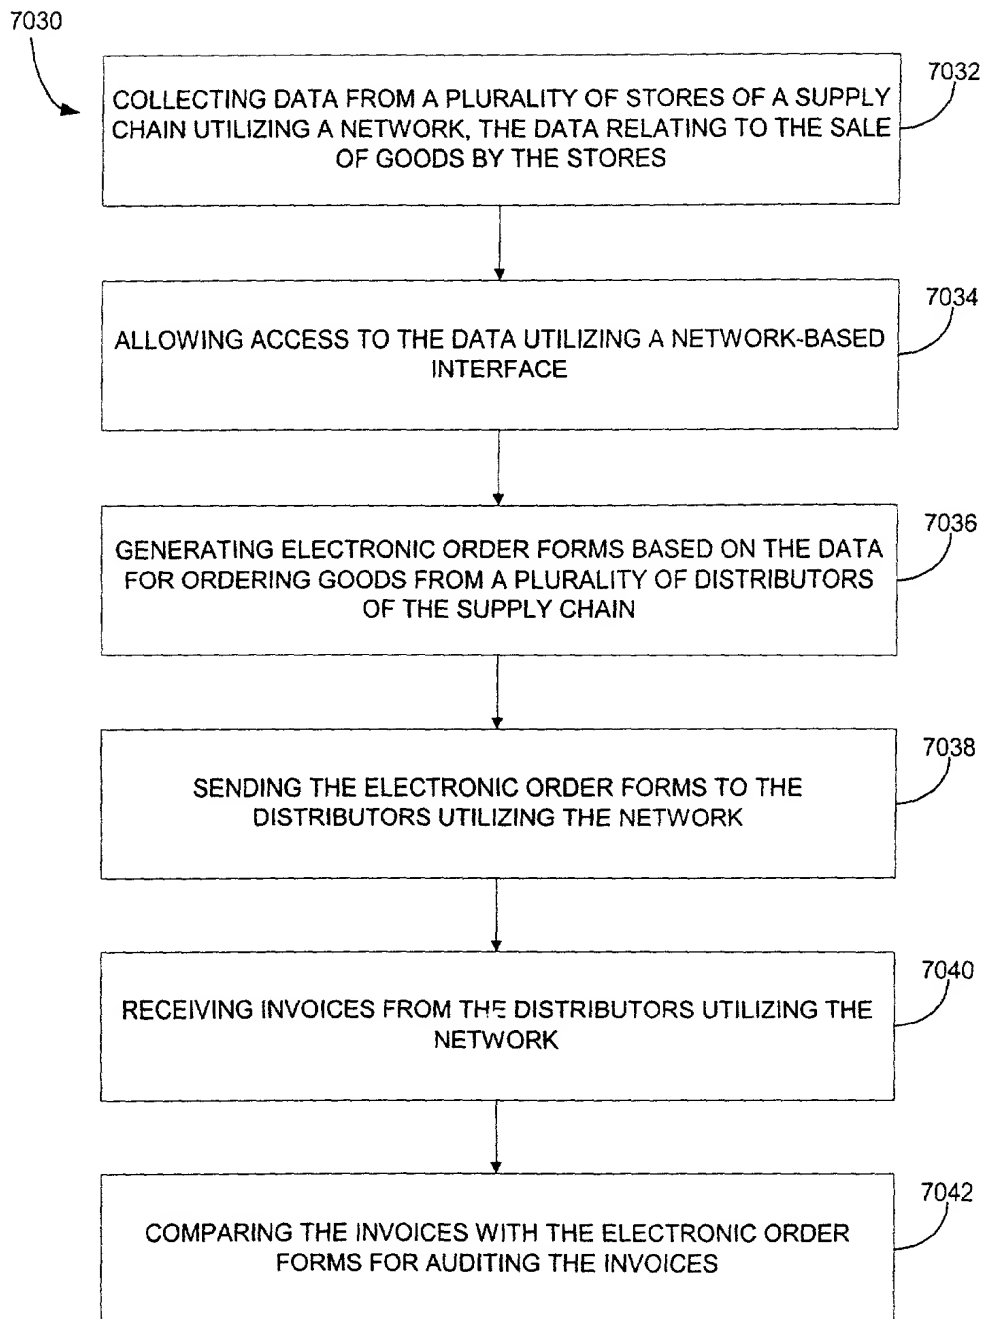 7030
7032
COLLECTING DATA FROM A PLURALITY OF STORES OF A SUPPLY
CHAIN UTILIZING A NETWORK, THE DATA RELATING TO THE SALE
OF GOODS BY THE STORES
7034
ALLOWING ACCESS TO THE DATA UTILIZING A NETWORK-BASED
INTERFACE
7036
GENERATING ELECTRONIC ORDER FORMS BASED ON THE DATA
FOR ORDERING GOODS FROM A PLURALITY OF DISTRIBUTORS
OF THE SUPPLY CHAIN
7038
SENDING THE ELECTRONIC ORDER FORMS TO THE
DISTRIBUTORS UTILIZING THE NETWORK
7040
RECEIVING INVOICES FROM THE DISTRIBUTORS UTILIZING THE
NETWORK
7042
COMPARING THE INVOICES WITH THE ELECTRONIC ORDER
FORMS FOR AUDITING THE INVOICES